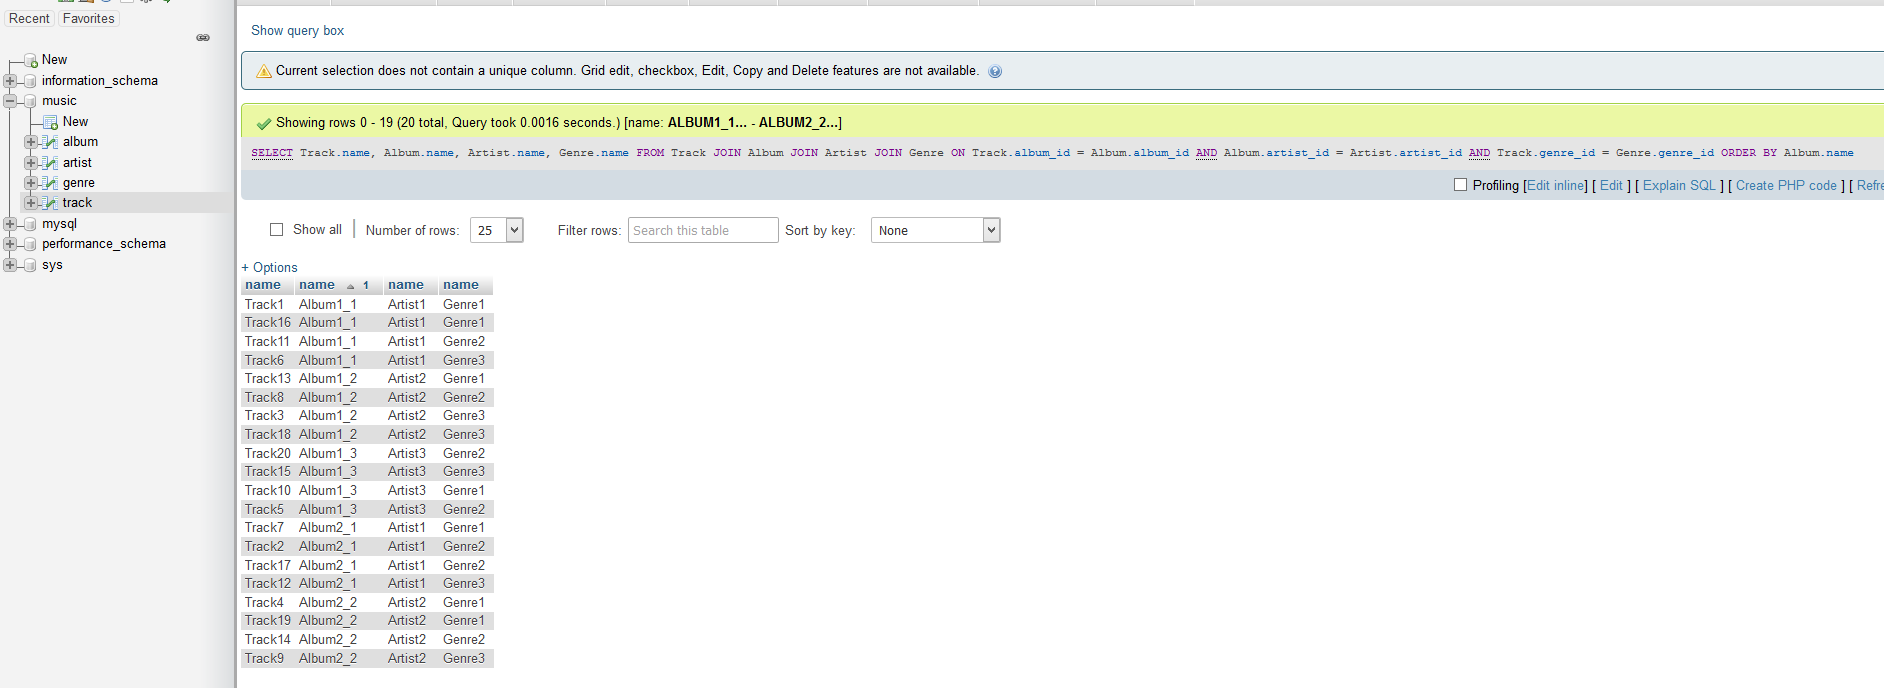 Recent Favorites
New
information_schema
music
New
album
artist
genre
track
mysql
performance_schema
sys
Show query box
Current selection does not contain a unique column. Grid edit, checkbox, Edit, Copy and Delete features are not available.
Showing rows 0 - 19 (20 total, Query took 0.0016 seconds.) [name: ALBUM1_1... - ALBUM2_2...]
SELECT Track.name, Album.name, Artist.name, Genre.name FROM Track JOIN Album JOIN Artist JOIN Genre ON Track.album_id = Album.album_id AND Album.artist_id = Artist.artist_id AND Track.genre_id = Genre.genre_id ORDER BY Album.name
Profiling [Edit inline] [ Edit ] [ Explain SQL ] [ Create PHP code ] [ Refre
Show all Number of rows: 25 Filter rows: Search this table Sort by key: None
+ Options
name name 1 name name
Track1 Album1_1 Artist1 Genre1
Track16 Album1_1 Artist1 Genre1
Track11 Album1_1 Artist1 Genre2
Track6 Album1_1 Artist1 Genre3
Track13 Album1_2 Artist2 Genre1
Track8 Album1_2 Artist2 Genre2
Track3 Album1_2 Artist2 Genre3
Track18 Album1_2 Artist2 Genre3
Track20 Album1_3 Artist3 Genre2
Track15 Album1_3 Artist3 Genre3
Track10 Album1_3 Artist3 Genre1
Track5 Album1_3 Artist3 Genre2
Track7 Album2_1 Artist1 Genre1
Track2 Album2_1 Artist1 Genre2
Track17 Album2_1 Artist1 Genre2
Track12 Album2_1 Artist1 Genre3
Track4 Album2_2 Artist2 Genre1
Track19 Album2_2 Artist2 Genre1
Track14 Album2_2 Artist2 Genre2
Track9 Album2_2 Artist2 Genre3